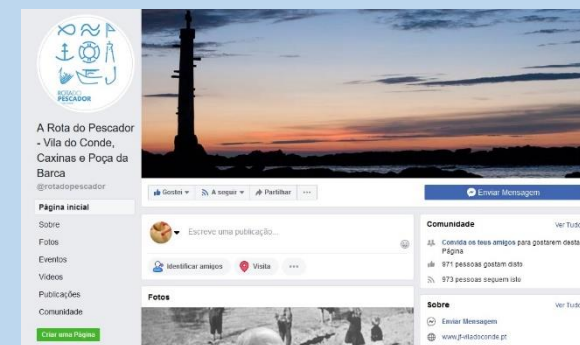 ROTA DO
PESCADOR
A Rota do Pescador
- Vila do Conde,
Caxinas e Poça da
Barca
@rotadopescador
Página inicial
Sobre
Fotos
Eventos
Vídeos
Publicações
Comunidade
Criar uma Página
Gostei
A seguir
Partilhar
Enviar Mensagem
Escreve uma publicação...
Identificar amigos
Visita
Fotos
Comunidade
Ver Tudo
Convida os teus amigos para gostarem desta
Página
971 pessoas gostam disto
973 pessoas seguem isto
Sobre
Ver Tudo
Enviar Mensagem
www.jf-viladoconde.pt